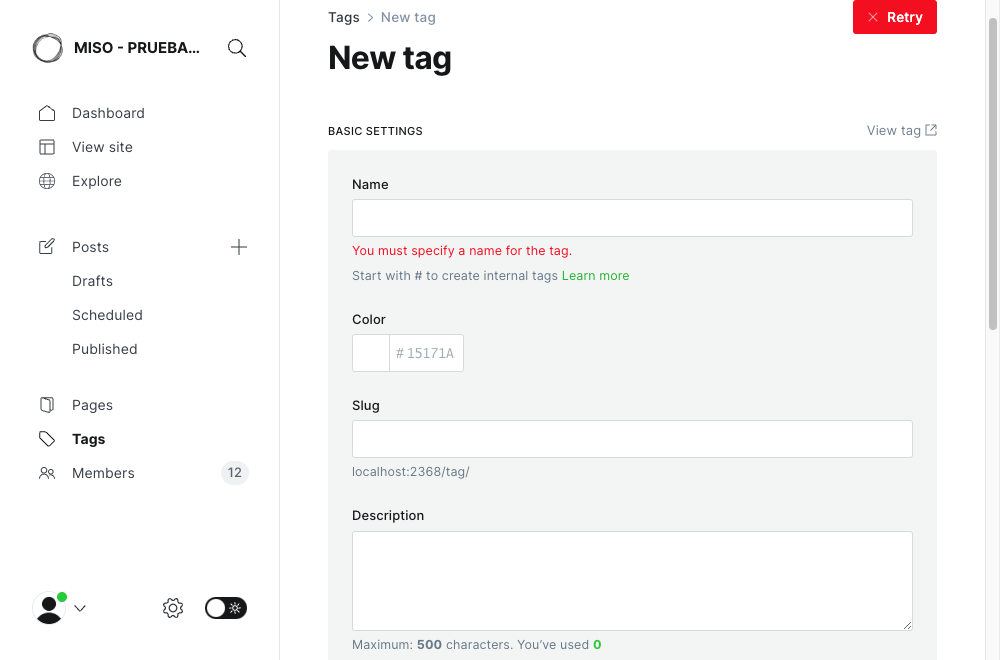 MISO - PRUEBA...
Dashboard
View site
Explore
Posts
Drafts
Scheduled
Published
Pages
Tags
Members 12
Tags > New tag
Retry
New tag
BASIC SETTINGS
View tag
Name
You must specify a name for the tag.
Start with # to create internal tags Learn more
Color
# 15171A
Slug
localhost:2368/tag/
Description
Maximum: 500 characters. You’ve used 0